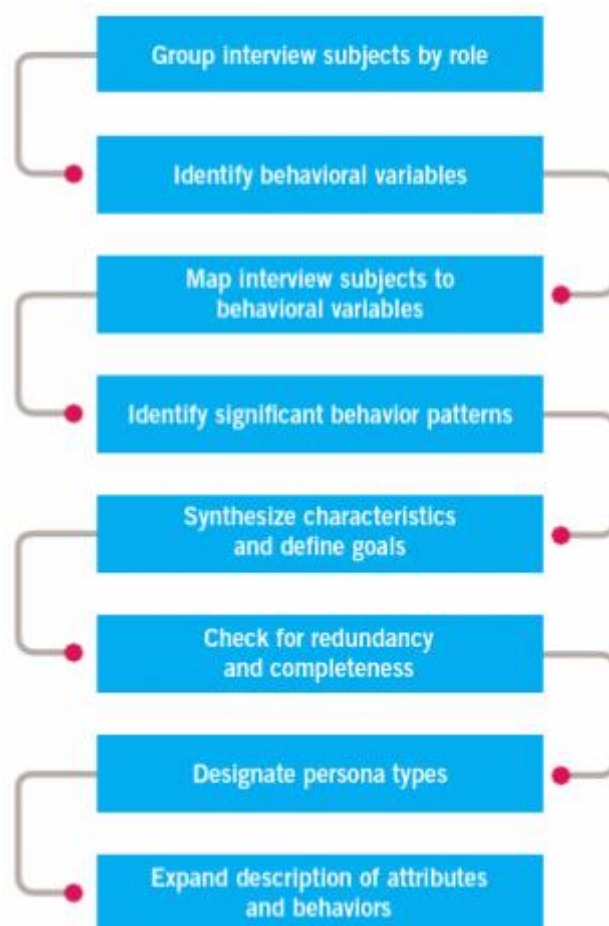 Group interview subjects by role
Identify behavioral variables
Map interview subjects to
behavioral variables
Identify significant behavior patterns
Synthesize characteristics
and define goals
Check for redundancy
and completeness
Designate persona types
Expand description of attributes
and behaviors